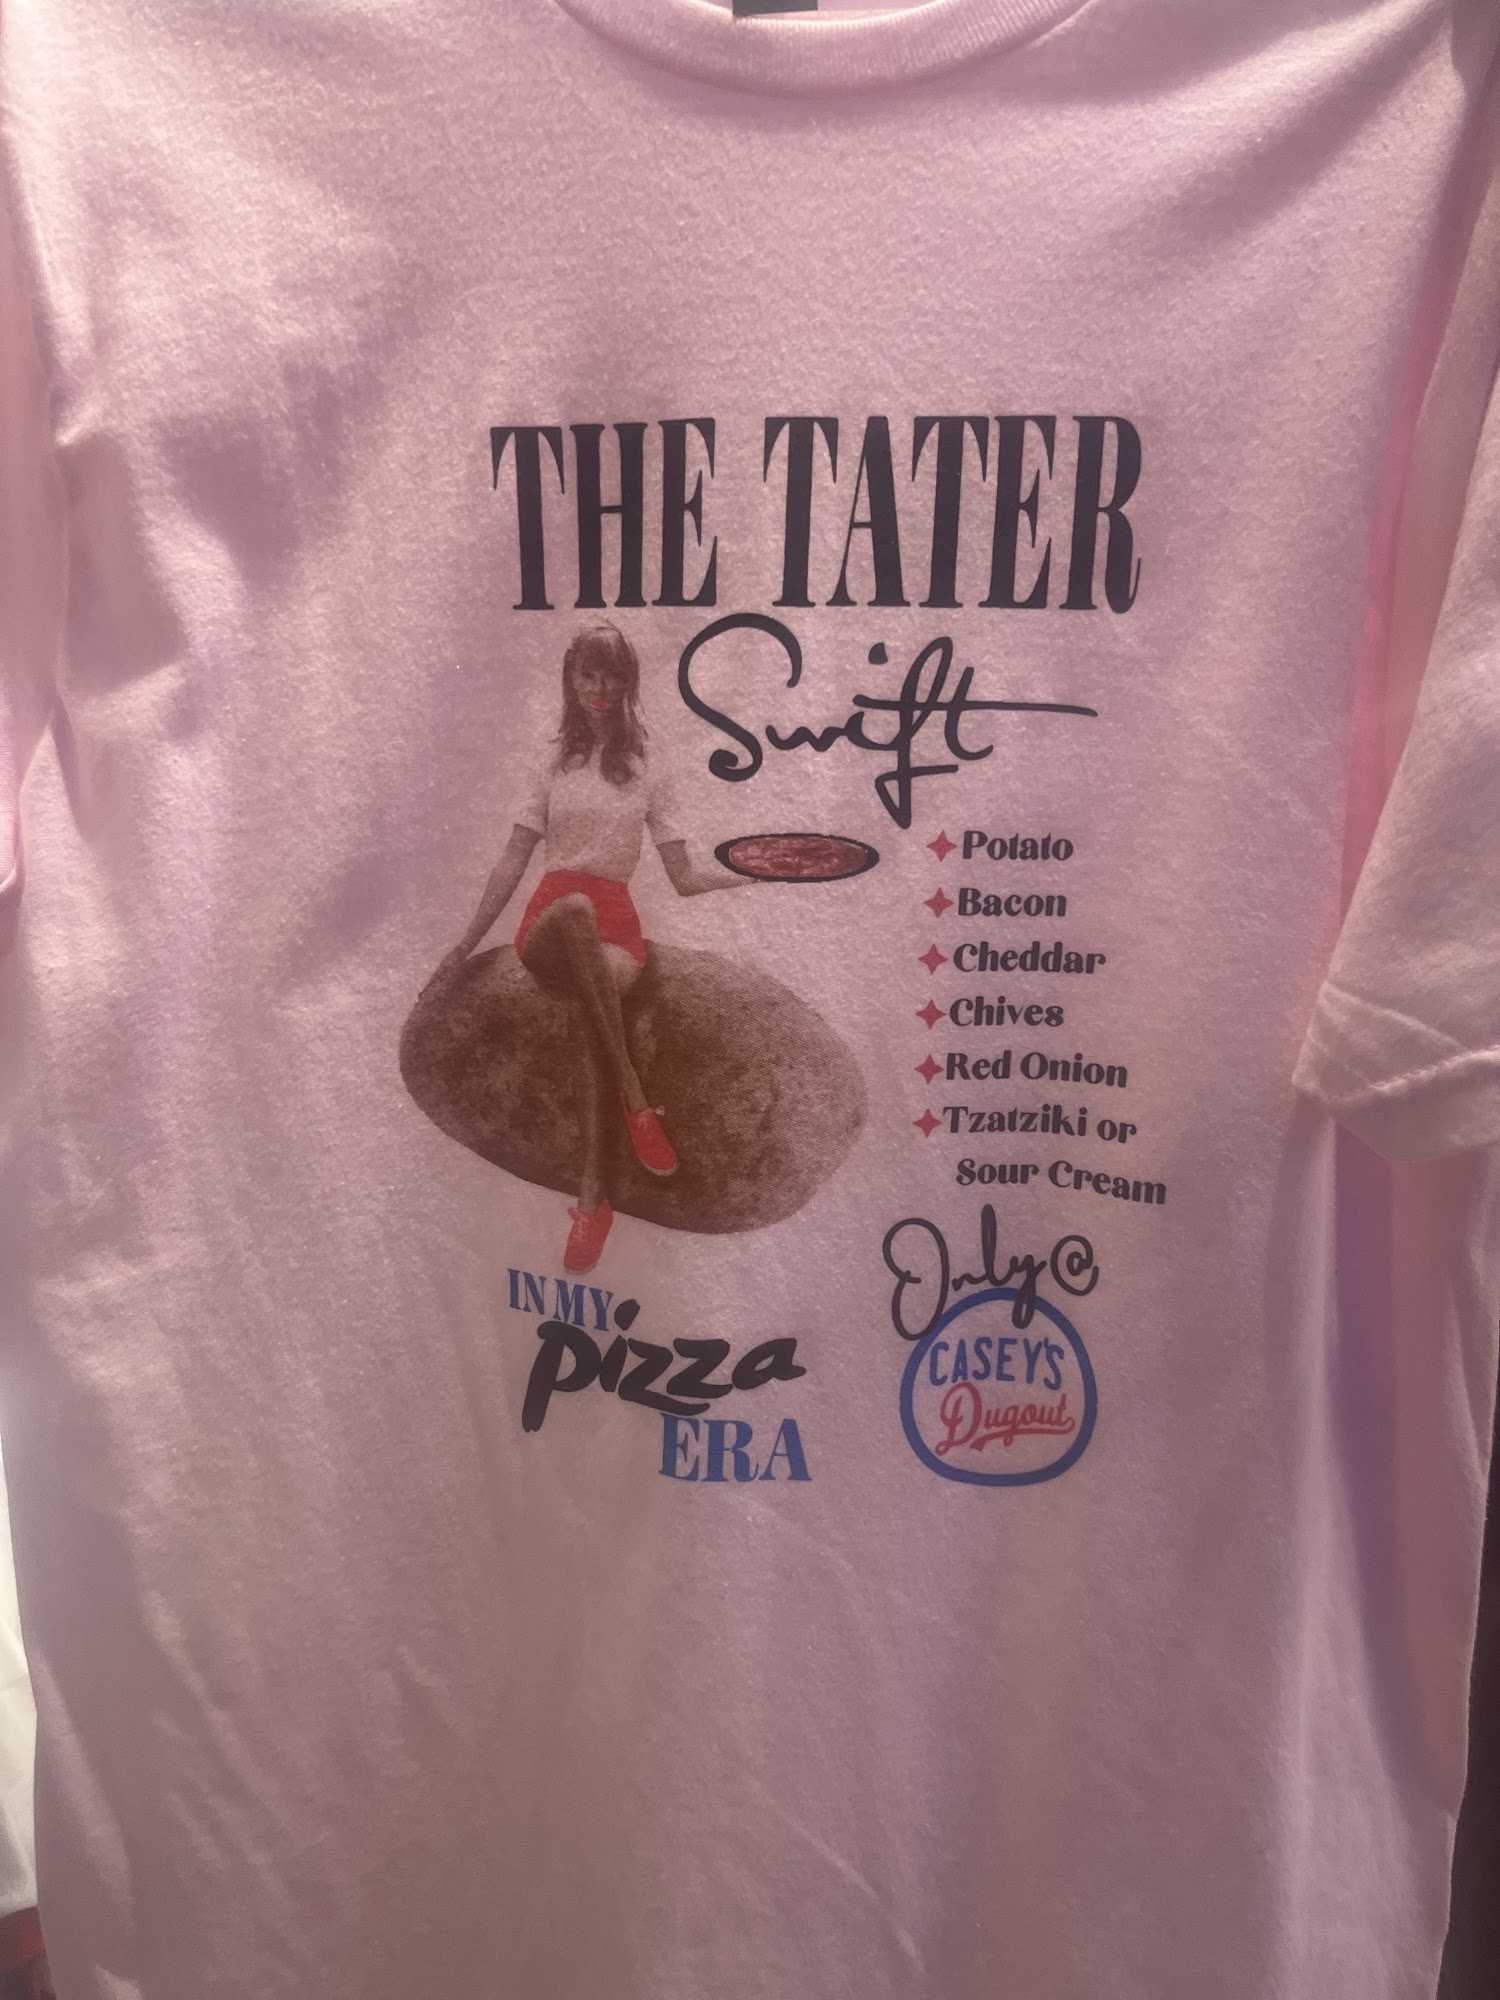 THE TATER
Swift
Potato
Bacon
Cheddar
Chives
Red Onion
Tzatziki or
Sour Cream
Only @
CASEY'S
Dugout
IN MY
pizza
ERA